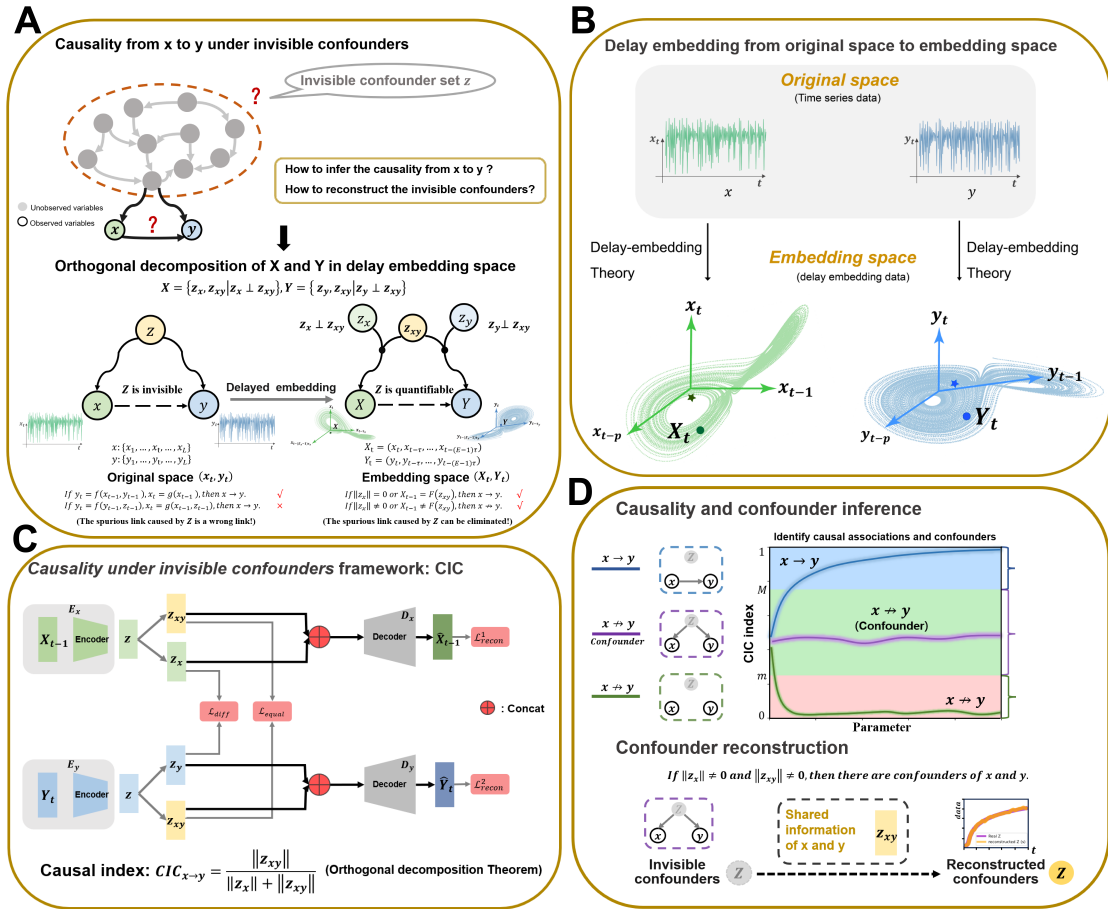 A
Causality from x to y under invisible confounders
Invisible confounder set z
?
How to infer the causality from x to y ?
How to reconstruct the invisible confounders?
Unobserved variables
Observed variables
?
x
y
Orthogonal decomposition of X and Y in delay embedding space
X = {z_x, z_xy|z_x ⊥ z_xy}, Y = { z_y, z_xy|z_y ⊥ z_xy}
z_x ⊥ z_xy
z_x
z_xy
z_y
z_y ⊥ z_xy
Z
Z is invisible
Delayed embedding
Z is quantifiable
x
y
X
Y
x: {x_1, ..., x_t, ..., x_L}
y: {y_1, ..., y_t, ..., y_L}
X_t = (x_t, x_{t−τ}, ..., x_{t−(E−1)τ})
Y_t = (y_t, y_{t−τ}, ..., y_{t−(E−1)τ})
Original space (x_t, y_t)
Embedding space (X_t, Y_t)
If y_t = f(x_{t−1}, y_{t−1}), x_t = g(x_{t−1}), then x → y. √
If y_t = f(y_{t−1}, z_{t−1}), x_t = g(x_{t−1}, z_{t−1}), then x → y. ×
(The spurious link caused by Z is a wrong link!)
If‖z_x‖ = 0 or X_{t−1} = F(z_xy), then x → y. √
If‖z_x‖ ≠ 0 or X_{t−1} ≠ F(z_xy), then x ↛ y. √
(The spurious link caused by Z can be eliminated!)
B
Delay embedding from original space to embedding space
Original space
(Time series data)
x_t
t
x
y_t
t
y
Delay-embedding
Theory
Embedding space
(delay embedding data)
Delay-embedding
Theory
x_t
x_{t−1}
x_{t−p}
X_t
y_t
y_{t−1}
y_{t−p}
Y_t
C
Causality under invisible confounders framework: CIC
E_x
X_{t−1}
Encoder
z
z_xy
z_x
D_x
Decoder
X̂_{t−1}
ℒ^1_recon
ℒ_diff
ℒ_equal
: Concat
E_y
Y_t
Encoder
z
z_y
z_xy
D_y
Decoder
Ŷ_t
ℒ^2_recon
Causal index: CIC_{x→y} = ‖z_xy‖ / (‖z_x‖ + ‖z_xy‖) (Orthogonal decomposition Theorem)
D
Causality and confounder inference
Identify causal associations and confounders
x → y
Z
x
y
x ↛ y
Confounder
Z
x
y
x ↛ y
Z
x
y
CIC index
1
M
m
0
x → y
x ↛ y
(Confounder)
x ↛ y
Parameter
Confounder reconstruction
If ‖z_x‖ ≠ 0 and ‖z_xy‖ ≠ 0, then there are confounders of x and y.
Z
x
y
Shared
information
of x and y
z_xy
data
Real Z
reconstructed Z (s)
t
Invisible
confounders
Z
Reconstructed
confounders
Z